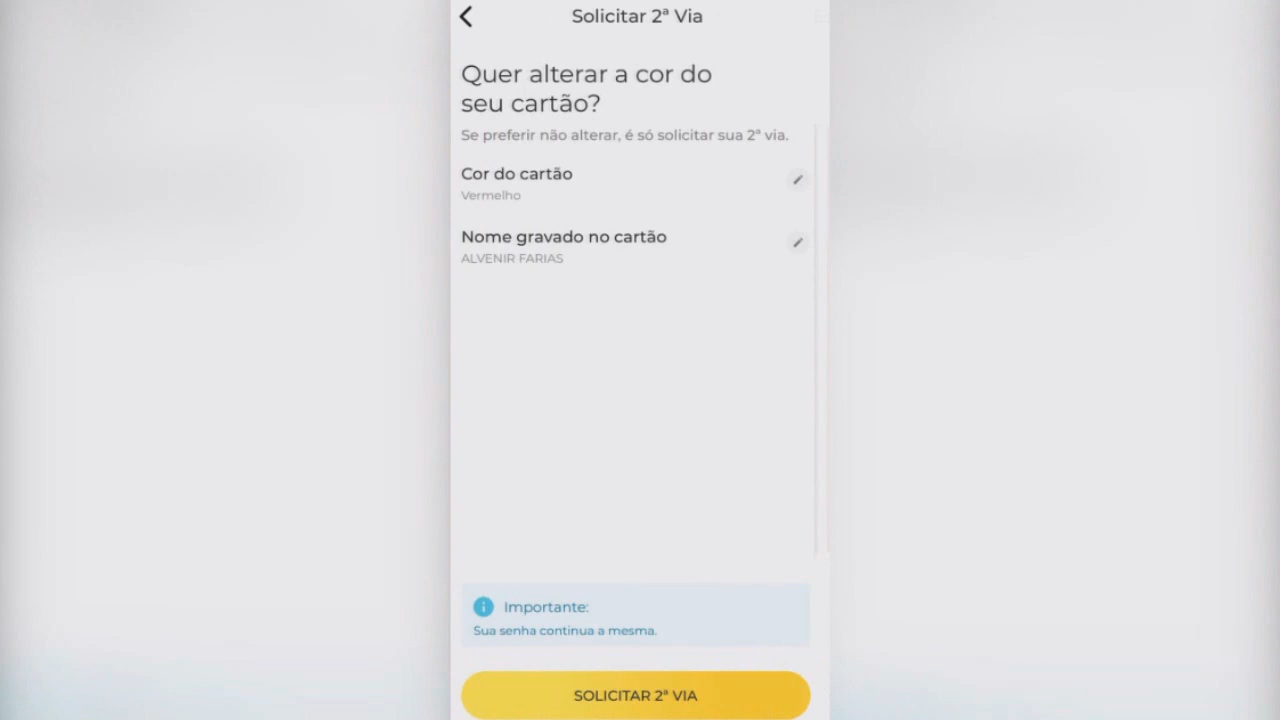 Solicitar 2ª Via
Quer alterar a cor do
seu cartão?
Se preferir não alterar, é só solicitar sua 2ª via.
Cor do cartão
Vermelho
Nome gravado no cartão
ALVENIR FARIAS
Importante:
Sua senha continua a mesma.
SOLICITAR 2ª VIA